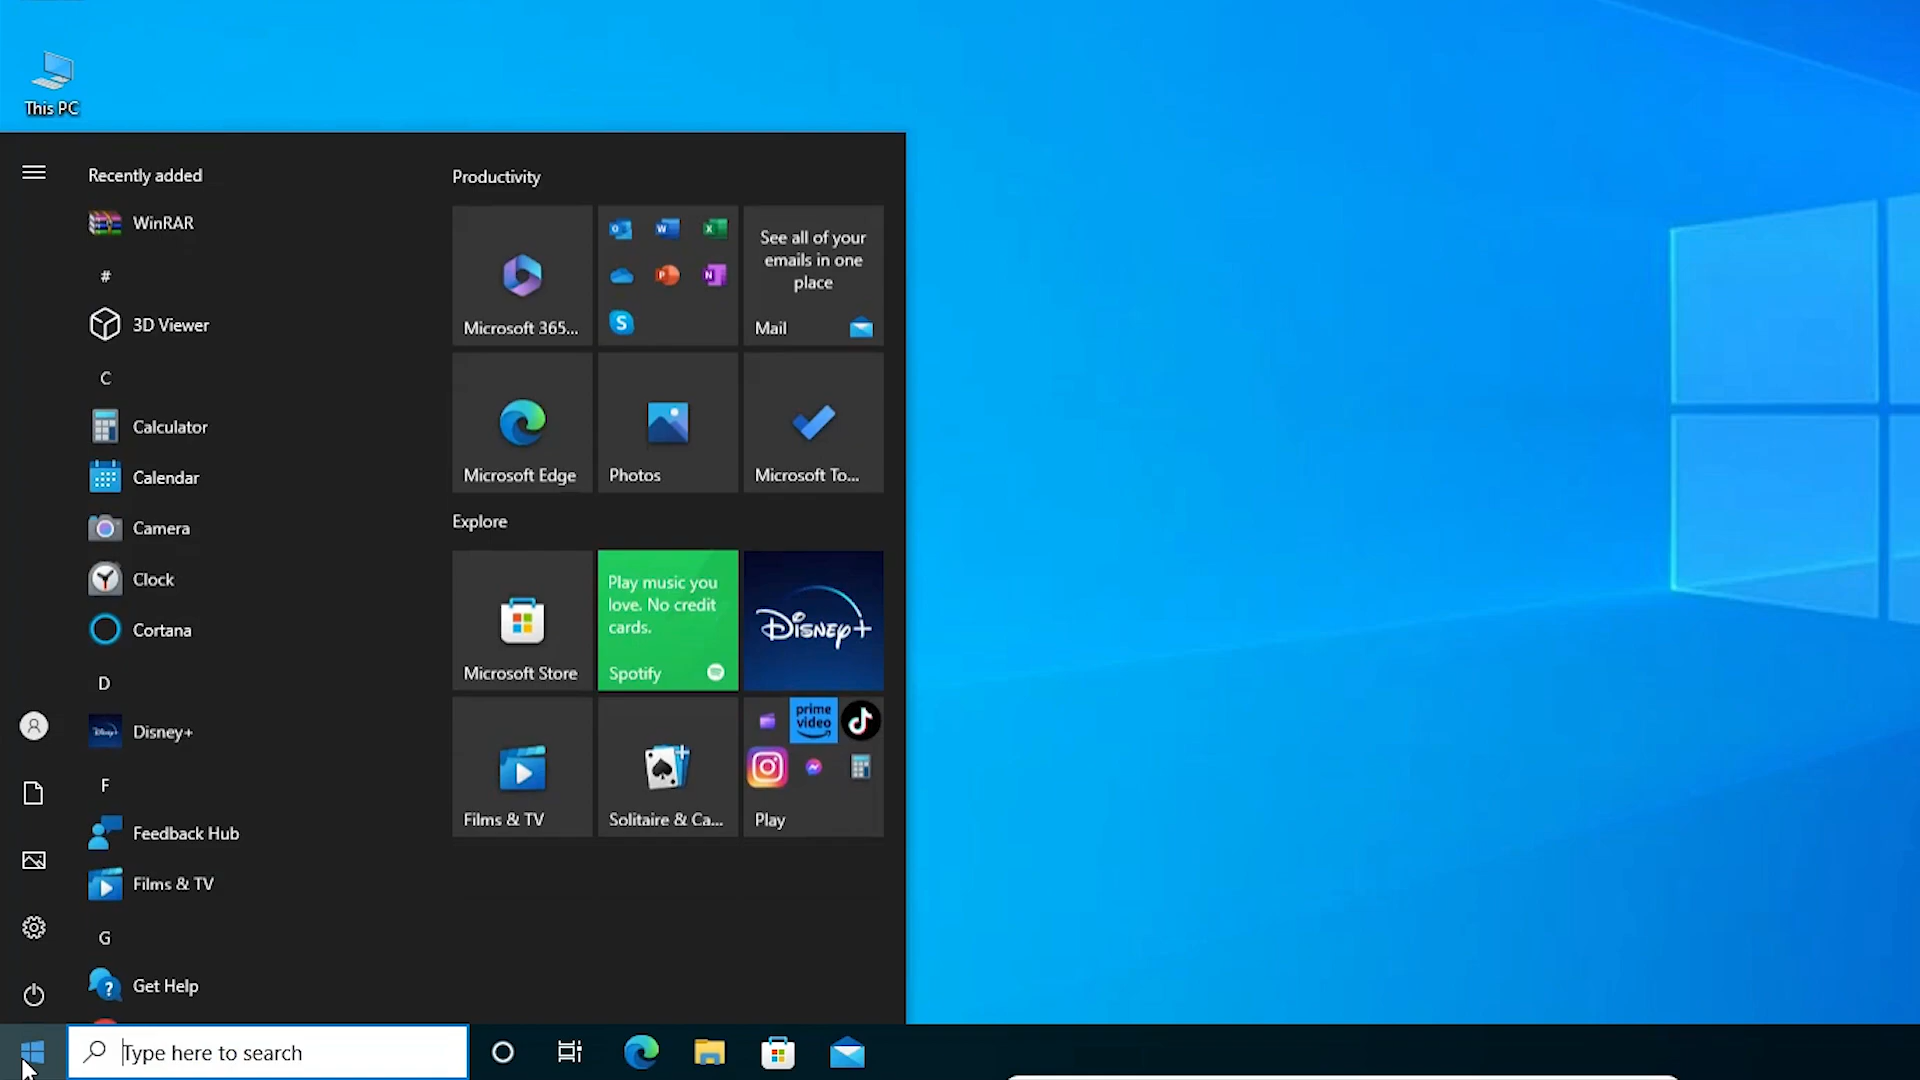 This PC
Recently added
WinRAR
#
3D Viewer
C
Calculator
Calendar
Camera
Clock
Cortana
D
Disney+
F
Feedback Hub
Films & TV
G
Get Help
Productivity
Microsoft 365...
See all of your
emails in one
place
Mail
Microsoft Edge
Photos
Microsoft To...
Explore
Microsoft Store
Play music you
love. No credit
cards.
Spotify
Disney+
Films & TV
Solitaire & Ca...
prime
video
Play
Type here to search